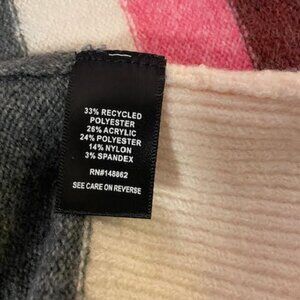 33% RECYCLED
POLYESTER
26% ACRYLIC
24% POLYESTER
14% NYLON
3% SPANDEX
RN#148862
SEE CARE ON REVERSE